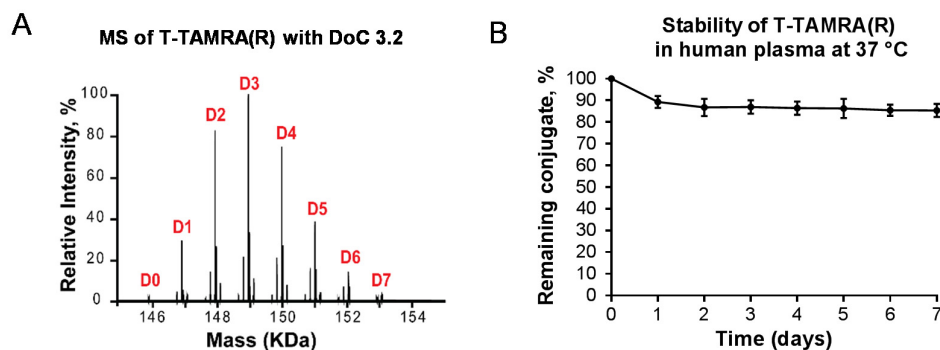 A
MS of T-TAMRA(R) with DoC 3.2
Relative Intensity, %
100
80
60
40
20
0
D0
D1
D2
D3
D4
D5
D6
D7
146
148
150
152
154
Mass (KDa)
B
Stability of T-TAMRA(R)
in human plasma at 37 °C
Remaining conjugate, %
100
90
80
70
60
50
40
30
20
10
0
0 1 2 3 4 5 6 7
Time (days)